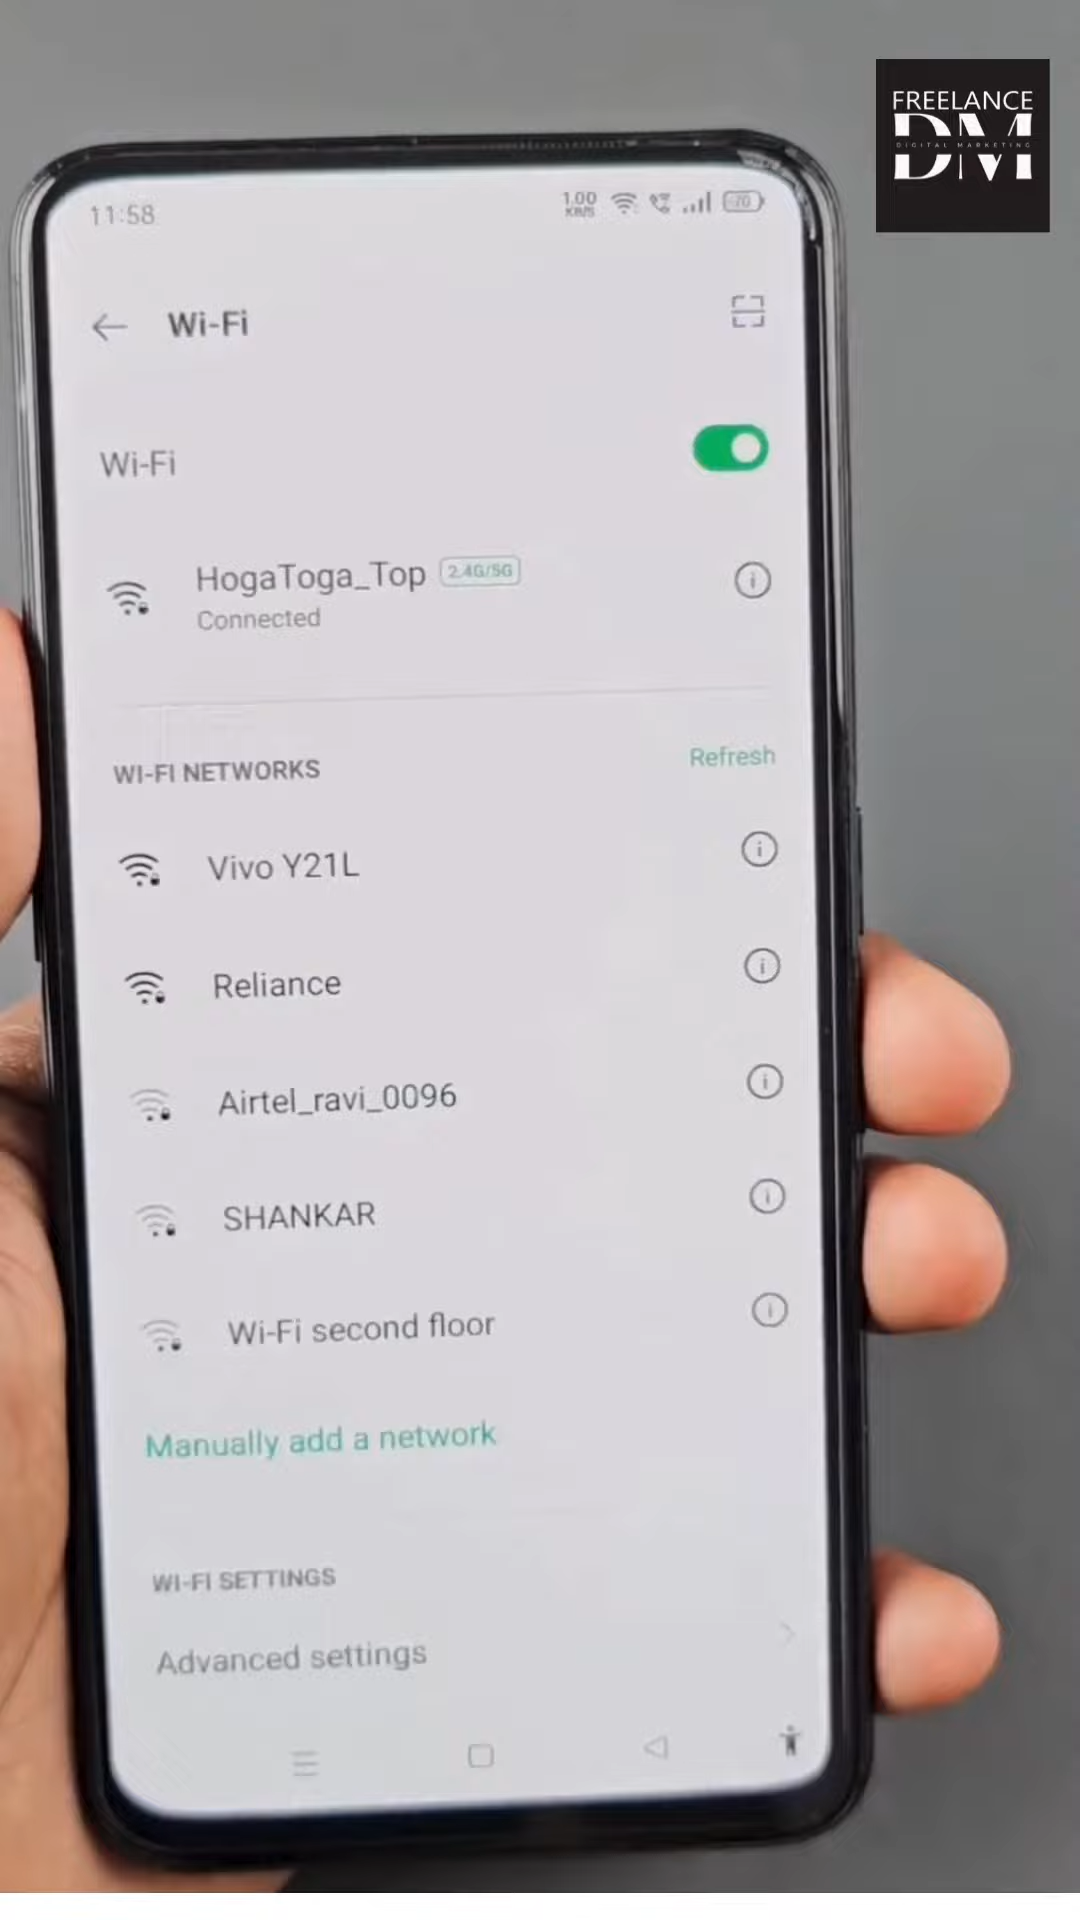 FREELANCE
DIGITAL MARKETING
DM
11:58
1.00
KB/S
70
Wi-Fi
Wi-Fi
HogaToga_Top 2.4G/5G
Connected
WI-FI NETWORKS Refresh
Vivo Y21L
Reliance
Airtel_ravi_0096
SHANKAR
Wi-Fi second floor
Manually add a network
WI-FI SETTINGS
Advanced settings